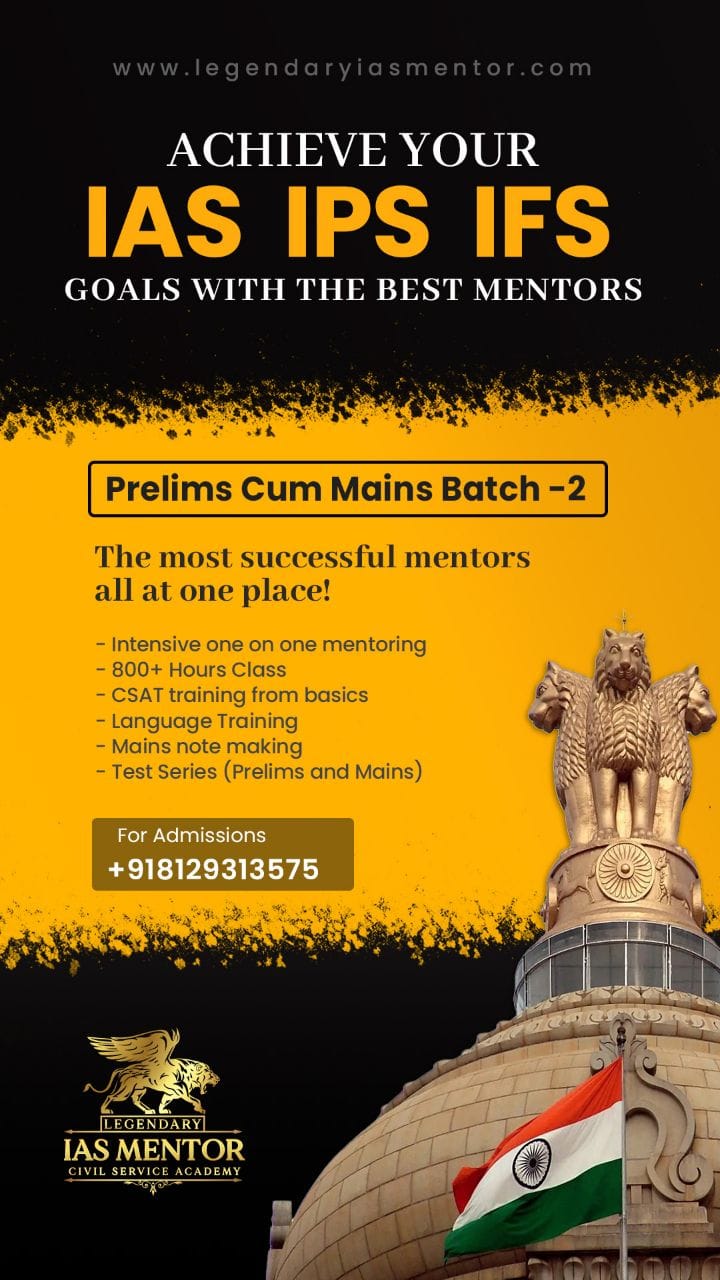 www.legendaryiasmentor.com
ACHIEVE YOUR
IAS IPS IFS
GOALS WITH THE BEST MENTORS
Prelims Cum Mains Batch -2
The most successful mentors
all at one place!
- Intensive one on one mentoring
- 800+ Hours Class
- CSAT training from basics
- Language Training
- Mains note making
- Test Series (Prelims and Mains)
For Admissions
+918129313575
LEGENDARY
IAS MENTOR
CIVIL SERVICE ACADEMY